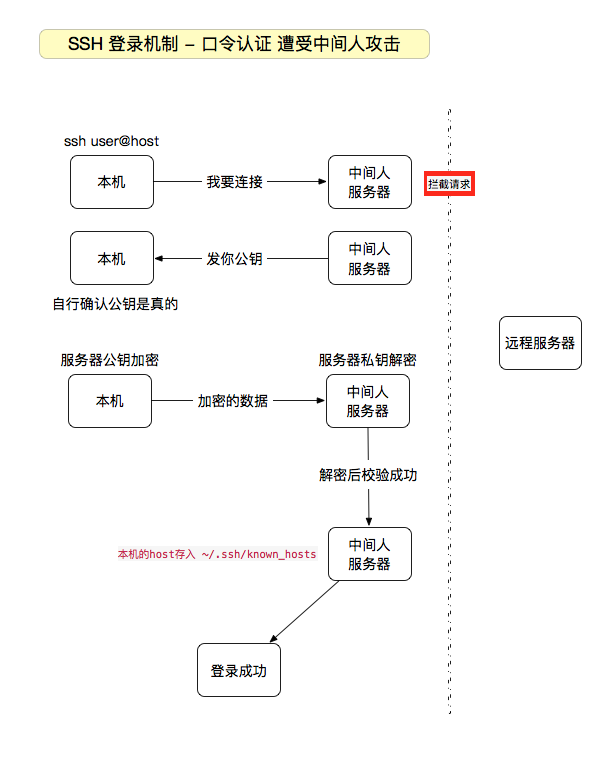 SSH 登录机制 – 口令认证 遭受中间人攻击
ssh user@host
本机
我要连接
中间人
服务器
拦截请求
本机
发你公钥
中间人
服务器
自行确认公钥是真的
远程服务器
服务器公钥加密
服务器私钥解密
本机
加密的数据
中间人
服务器
解密后校验成功
本机的host存入 ~/.ssh/known_hosts
中间人
服务器
登录成功